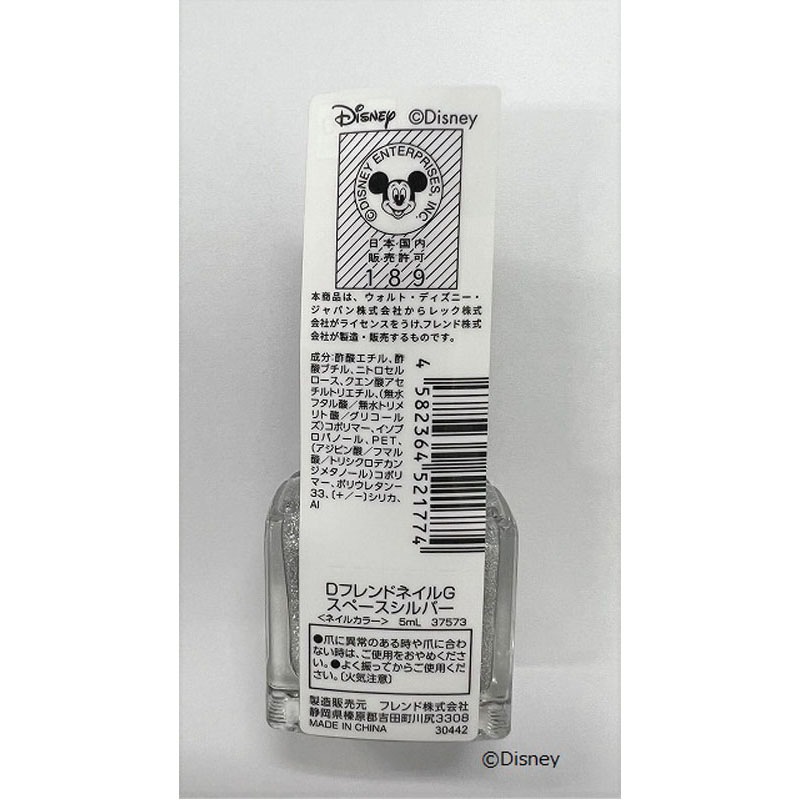 Disney ©Disney
©DISNEY ENTERPRISES, INC.
日本国内
販売許可
189
本商品は、ウォルト・ディズニー・
ジャパン株式会社からレック株式
会社がライセンスをうけ、フレンド株式
会社が製造・販売するものです。
成分:酢酸エチル、酢
酸ブチル、ニトロセル
ロース、クエン酸アセ
チルトリエチル、(無水
フタル酸/無水トリメ
リト酸/グリコール
ズ)コポリマー、イソプ
ロパノール、PET、
(アジピン酸/フマル
酸/トリシクロデカン
ジメタノール)コポリ
マー、ポリウレタン-
33、(+/-)シリカ、
Al
4 582364 521774
DフレンドネイルG
スペースシルバー
<ネイルカラー> 5mL 37573
●爪に異常のある時や爪に合わ
ない時は、ご使用をおやめくださ
い。●よく振ってからご使用くだ
さい。〔火気注意〕
製造販売元 フレンド株式会社
静岡県榛原郡吉田町川尻3308
MADE IN CHINA 30442
©Disney